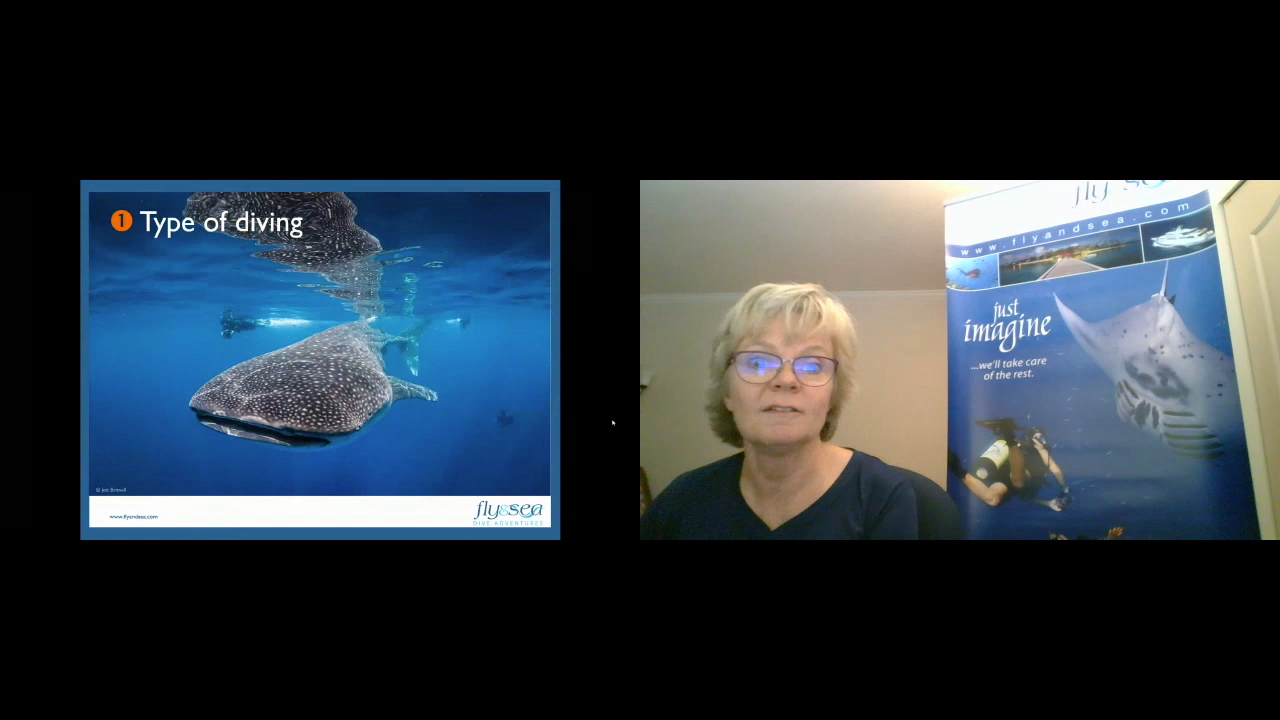 1 Type of diving
www.flyandsea.com
fly&sea
DIVE ADVENTURES
www.flyandsea.com
just
imagine
...we'll take care
of the rest.